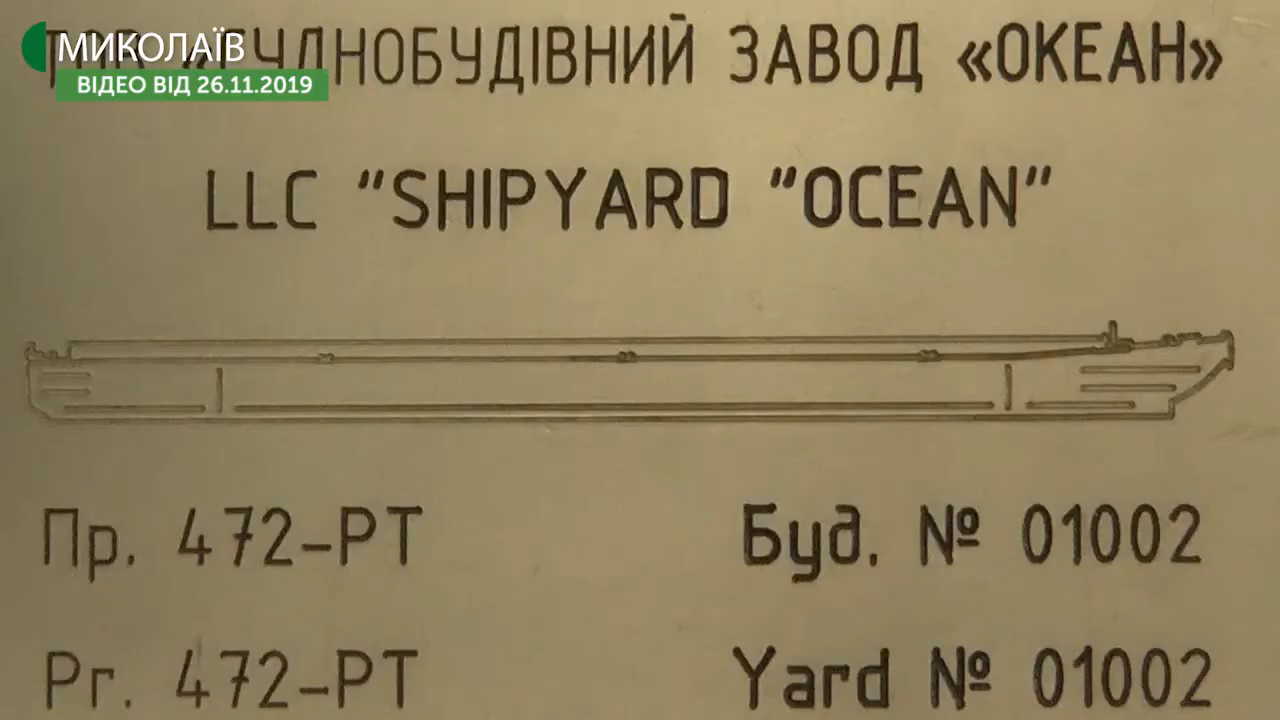 МИКОЛАЇВ
ВІДЕО ВІД 26.11.2019
ЗАВОД «ОКЕАН»
LLC "SHIPYARD "OCEAN"
Пр. 472-РТ
Буд. № 01002
Pr. 472-PT
Yard № 01002